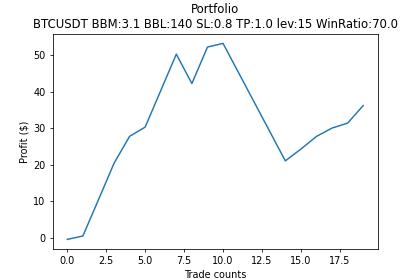 Portfolio
BTCUSDT BBM:3.1 BBL:140 SL:0.8 TP:1.0 lev:15 WinRatio:70.0
50
40
30
20
10
0
Profit ($)
0.0 2.5 5.0 7.5 10.0 12.5 15.0 17.5
Trade counts